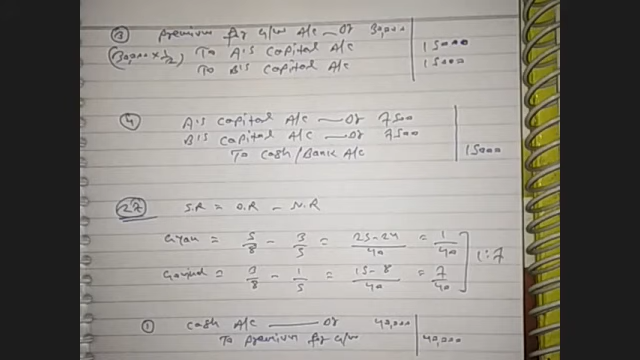 ③ Premium for G/w A/c — Dr 30,000
(30,000 × 1/2) To A's Capital A/c 15000
To B's Capital A/c 15000
④ A's Capital A/c — Dr 7500
B's Capital A/c — Dr 7500
To Cash/Bank A/c 15000
27 S.R = O.R - N.R
Gyan = 5/8 - 3/5 = 25-24/40 = 1/40
= 3/8 - 1/5 = 15-8/40 = 7/40 ] 1:7
① Cash A/c — Dr 40,000
To Premium for G/w 40,000